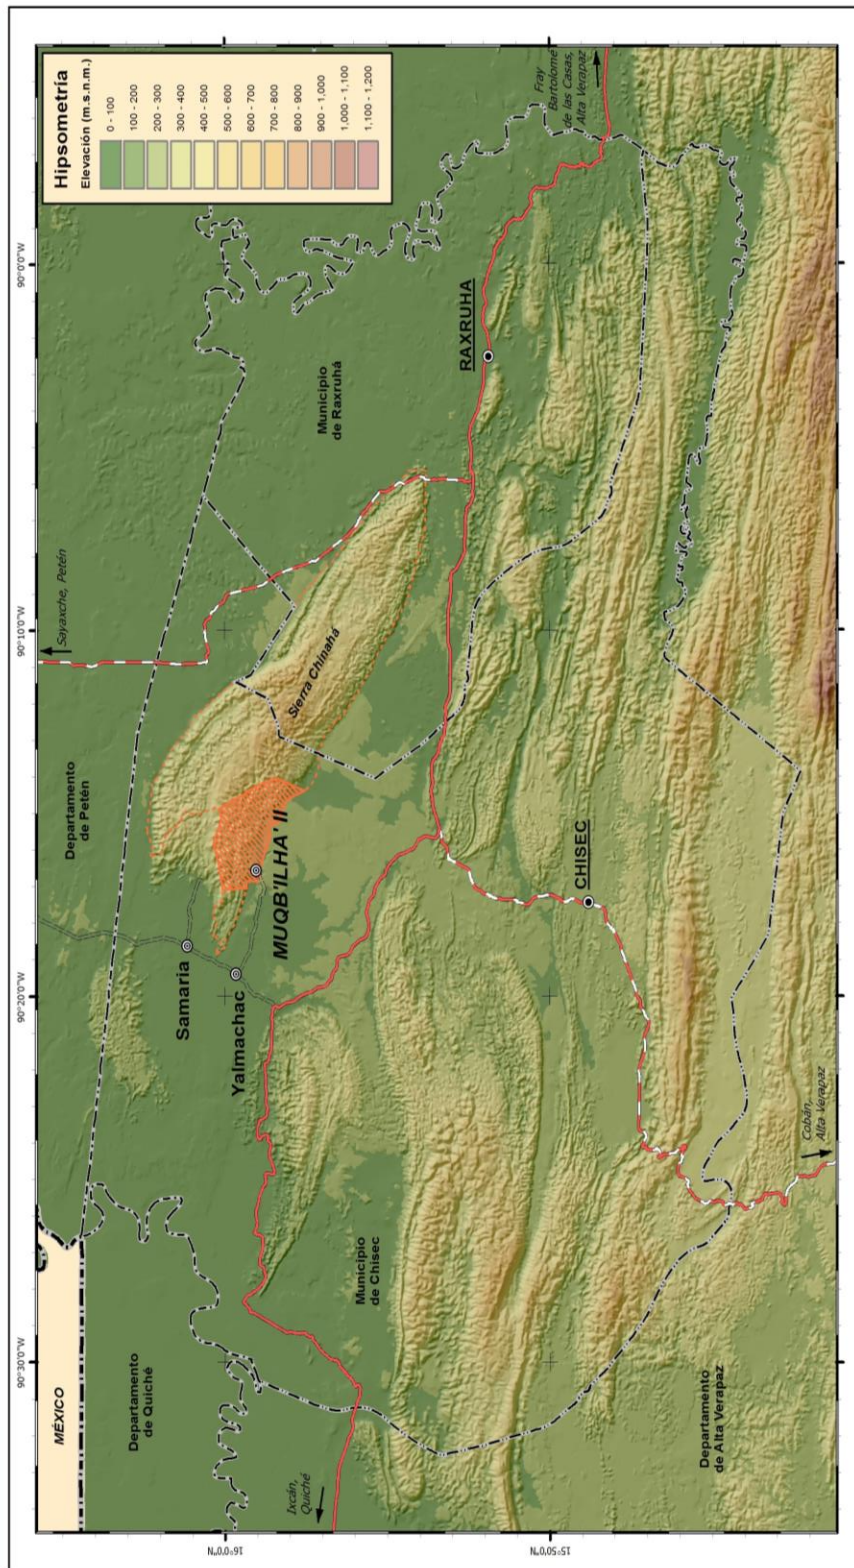 MÉXICO
Departamento
de Quiché
Departamento
de Petén
Sayaxche, Petén
Hipsometría
Elevación (m.s.n.m.)
0 - 100
100 - 200
200 - 300
300 - 400
400 - 500
500 - 600
600 - 700
700 - 800
800 - 900
900 - 1,000
1,000 - 1,100
1,100 - 1,200
Samaria
Yalmachac
MUQB'ILHA' II
Sierra Chinahá
Municipio
de Raxruhá
Ixcán,
Quiché
Municipio
de Chisec
CHISEC
RAXRUHA
Fray
Bartolomé
de las Casas,
Alta Verapaz
Departamento
de Alta Verapaz
Cobán,
Alta Verapaz
90°30'0"W
90°20'0"W
90°10'0"W
90°0'0"W
16°0'0"N
15°50'0"N